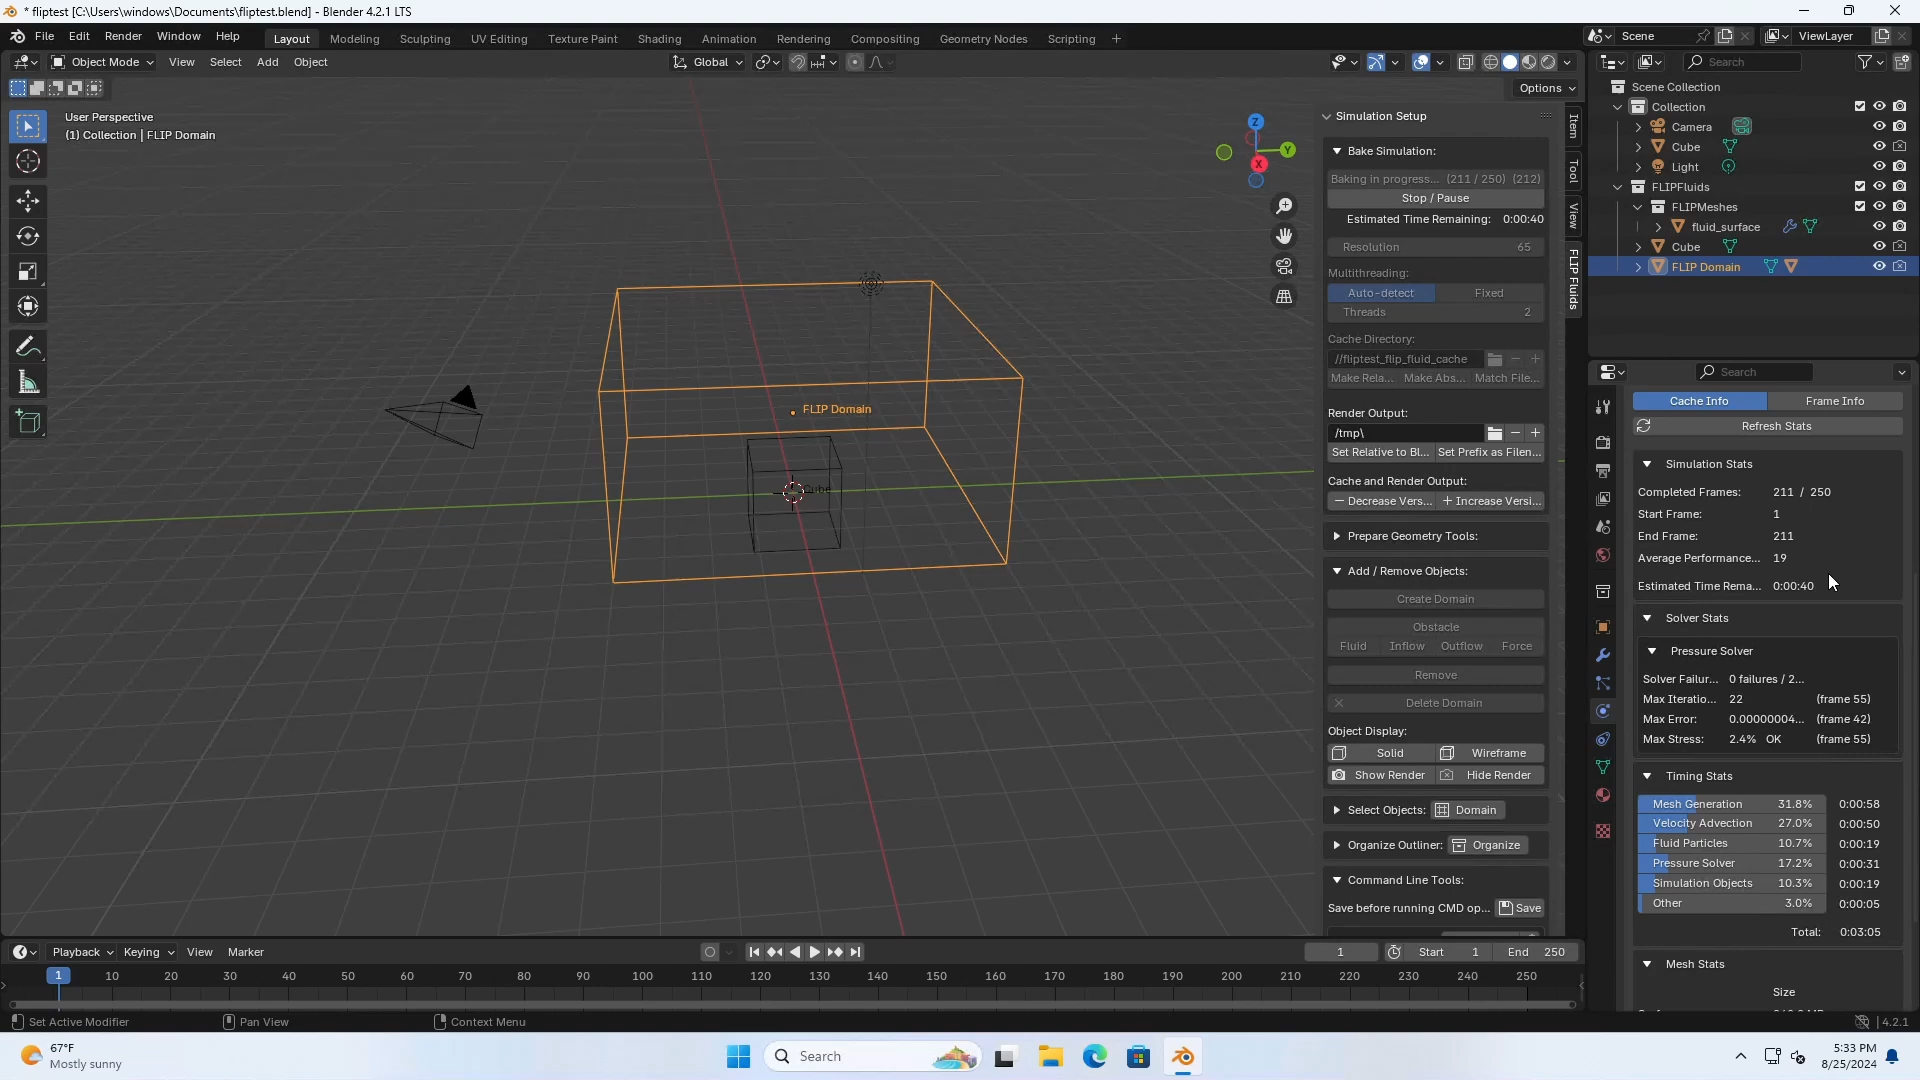 * fliptest [C:\Users\windows\Documents\fliptest.blend] - Blender 4.2.1 LTS
File Edit Render Window Help Layout Modeling Sculpting UV Editing Texture Paint Shading Animation Rendering Compositing Geometry Nodes Scripting + Scene ViewLayer
Object Mode View Select Add Object Global
Options
User Perspective
(1) Collection | FLIP Domain
Z
Y
X
FLIP Domain
Cube
Simulation Setup
Bake Simulation:
Baking in progress... (211 / 250) (212)
Stop / Pause
Estimated Time Remaining: 0:00:40
Resolution 65
Multithreading:
Auto-detect Fixed
Threads 2
Cache Directory:
//fliptest_flip_fluid_cache
Make Rela... Make Abs... Match File...
Render Output:
/tmp\
Set Relative to Bl... Set Prefix as Filen...
Cache and Render Output:
Decrease Vers... Increase Versi...
Prepare Geometry Tools:
Add / Remove Objects:
Create Domain
Obstacle
Fluid Inflow Outflow Force
Remove
Delete Domain
Object Display:
Solid Wireframe
Show Render Hide Render
Select Objects: Domain
Organize Outliner: Organize
Command Line Tools:
Save before running CMD op... Save
Item
Tool
View
FLIP Fluids
Search
Scene Collection
Collection
Camera
Cube
Light
FLIPFluids
FLIPMeshes
fluid_surface
Cube
FLIP Domain
Search
Cache Info Frame Info
Refresh Stats
Simulation Stats
Completed Frames: 211 / 250
Start Frame: 1
End Frame: 211
Average Performance... 19
Estimated Time Rema... 0:00:40
Solver Stats
Pressure Solver
Solver Failur... 0 failures / 2...
Max Iteratio... 22 (frame 55)
Max Error: 0.00000004... (frame 42)
Max Stress: 2.4% OK (frame 55)
Timing Stats
Mesh Generation 31.8% 0:00:58
Velocity Advection 27.0% 0:00:50
Fluid Particles 10.7% 0:00:19
Pressure Solver 17.2% 0:00:31
Simulation Objects 10.3% 0:00:19
Other 3.0% 0:00:05
Total: 0:03:05
Mesh Stats
Size
Playback Keying View Marker 1 Start 1 End 250
1 10 20 30 40 50 60 70 80 90 100 110 120 130 140 150 160 170 180 190 200 210 220 230 240 250
Set Active Modifier Pan View Context Menu 4.2.1
67°F
Mostly sunny
Search
5:33 PM
8/25/2024